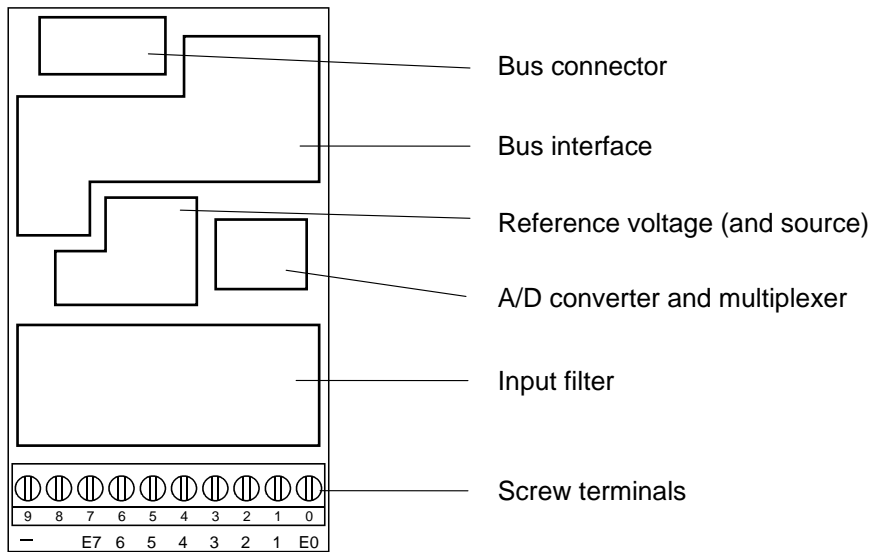 Bus connector
Bus interface
Reference voltage (and source)
A/D converter and multiplexer
Input filter
Screw terminals
9 8 7 6 5 4 3 2 1 0
– E7 6 5 4 3 2 1 E0